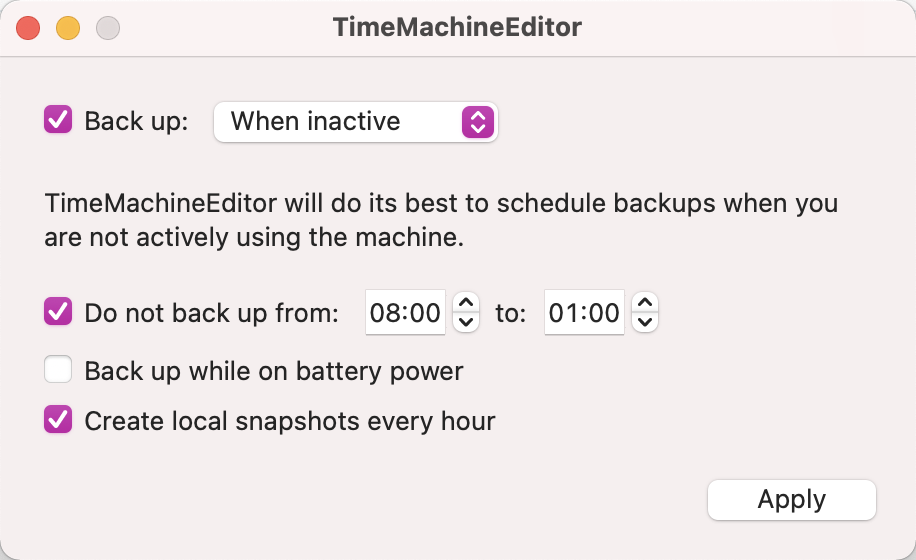 TimeMachineEditor
Back up: When inactive
TimeMachineEditor will do its best to schedule backups when you
are not actively using the machine.
Do not back up from: 08:00 to: 01:00
Back up while on battery power
Create local snapshots every hour
Apply